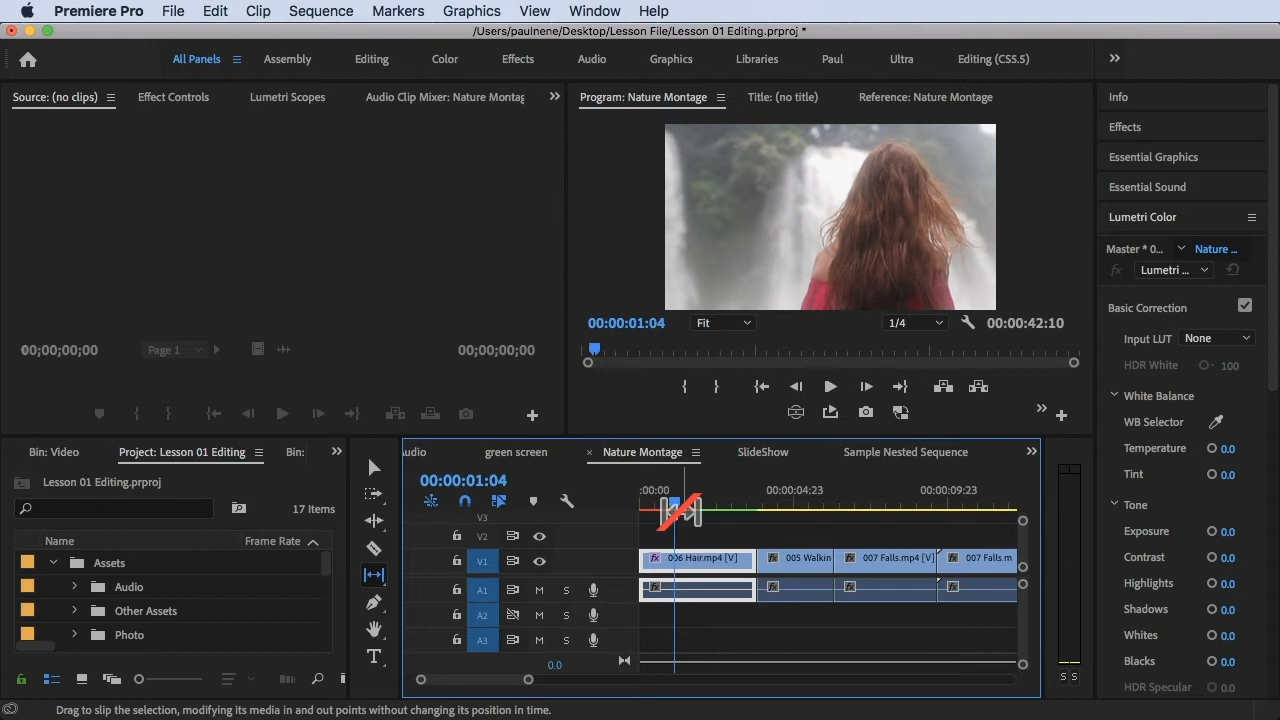 Premiere Pro File Edit Clip Sequence Markers Graphics View Window Help
/Users/paulnene/Desktop/Lesson File/Lesson 01 Editing.prproj *
All Panels Assembly Editing Color Effects Audio Graphics Libraries Paul Ultra Editing (CS5.5)
Source: (no clips) Effect Controls Lumetri Scopes Audio Clip Mixer: Nature Montag
Program: Nature Montage Title: (no title) Reference: Nature Montage
00:00:01:04 Fit 1/4 00:00:42:10
00;00;00;00 Page 1 00;00;00;00
Info
Effects
Essential Graphics
Essential Sound
Lumetri Color
Master * 0... Nature ...
fx Lumetri ...
Basic Correction
Input LUT None
HDR White 100
White Balance
WB Selector
Temperature 0.0
Tint 0.0
Tone
Exposure 0.0
Contrast 0.0
Highlights 0.0
Shadows 0.0
Whites 0.0
Blacks 0.0
HDR Specular 0.0
Bin: Video Project: Lesson 01 Editing Bin:
Lesson 01 Editing.prproj
17 Items
Name Frame Rate
Assets
Audio
Other Assets
Photo
T
audio green screen × Nature Montage SlideShow Sample Nested Sequence
00:00:01:04
:00:00 00:00:04:23 00:00:09:23
V3
V2
V1 fx 006 Hair.mp4 [V] fx 005 Walkin fx 007 Falls.mp4 [V] fx 007 Falls.m
A1 M S fx fx fx fx
A2 M S
A3 M S
0.0
S S
Drag to slip the selection, modifying its media in and out points without changing its position in time.